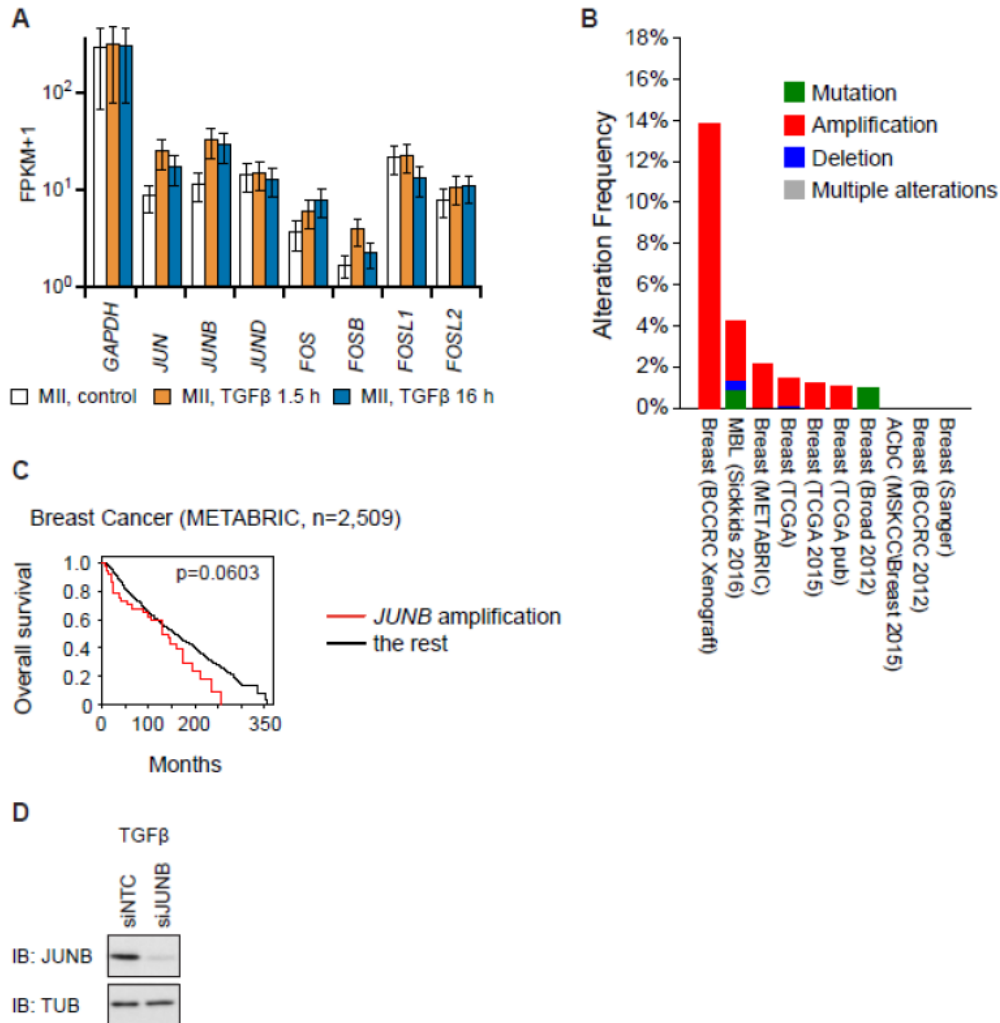 A
10²
10¹
10⁰
FPKM+1
GAPDH
JUN
JUNB
JUND
FOS
FOSB
FOSL1
FOSL2
MII, control
MII, TGFβ 1.5 h
MII, TGFβ 16 h
B
18%
16%
14%
12%
10%
8%
6%
4%
2%
0%
Alteration Frequency
Mutation
Amplification
Deletion
Multiple alterations
Breast (BCCRC Xenograft)
MBL (Sickkids 2016)
Breast (METABRIC)
Breast (TCGA)
Breast (TCGA 2015)
Breast (TCGA pub)
Breast (Broad 2012)
ACbC (MSKCC\Breast 2015)
Breast (BCCRC 2012)
Breast (Sanger)
C
Breast Cancer (METABRIC, n=2,509)
p=0.0603
1.0
0.8
0.6
0.4
0.2
0
Overall survival
0 100 200 350
Months
JUNB amplification
the rest
D
TGFβ
siNTC
siJUNB
IB: JUNB
IB: TUB